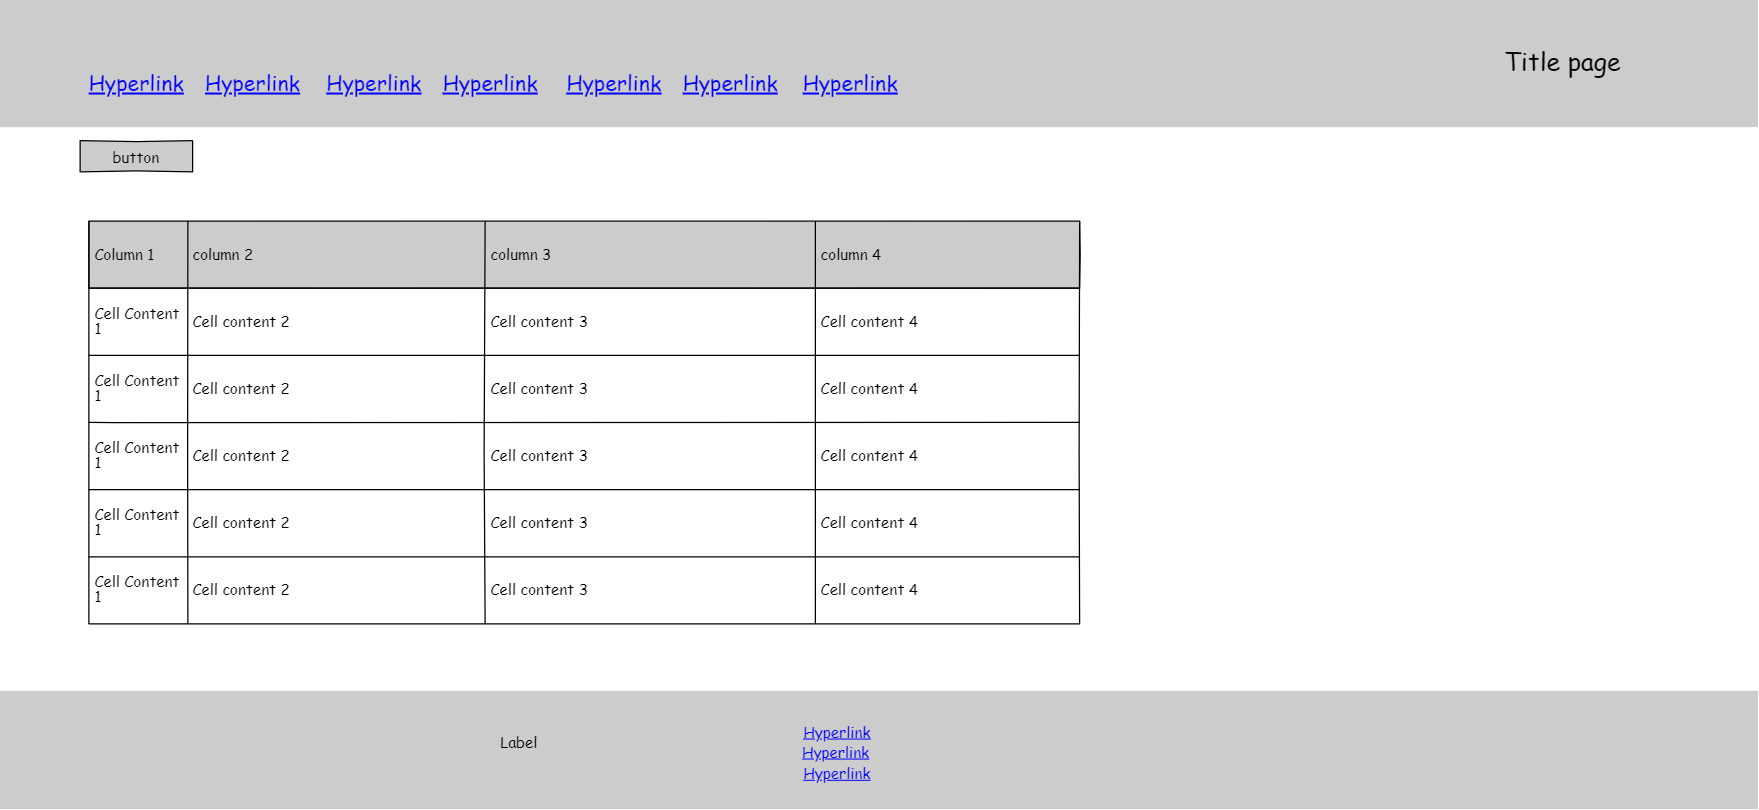 Title page
Hyperlink Hyperlink Hyperlink Hyperlink Hyperlink Hyperlink Hyperlink
button
Column 1 column 2 column 3 column 4
Cell Content
1
Cell content 2 Cell content 3 Cell content 4
Cell Content
1
Cell content 2 Cell content 3 Cell content 4
Cell Content
1
Cell content 2 Cell content 3 Cell content 4
Cell Content
1
Cell content 2 Cell content 3 Cell content 4
Cell Content
1
Cell content 2 Cell content 3 Cell content 4
Label
Hyperlink
Hyperlink
Hyperlink